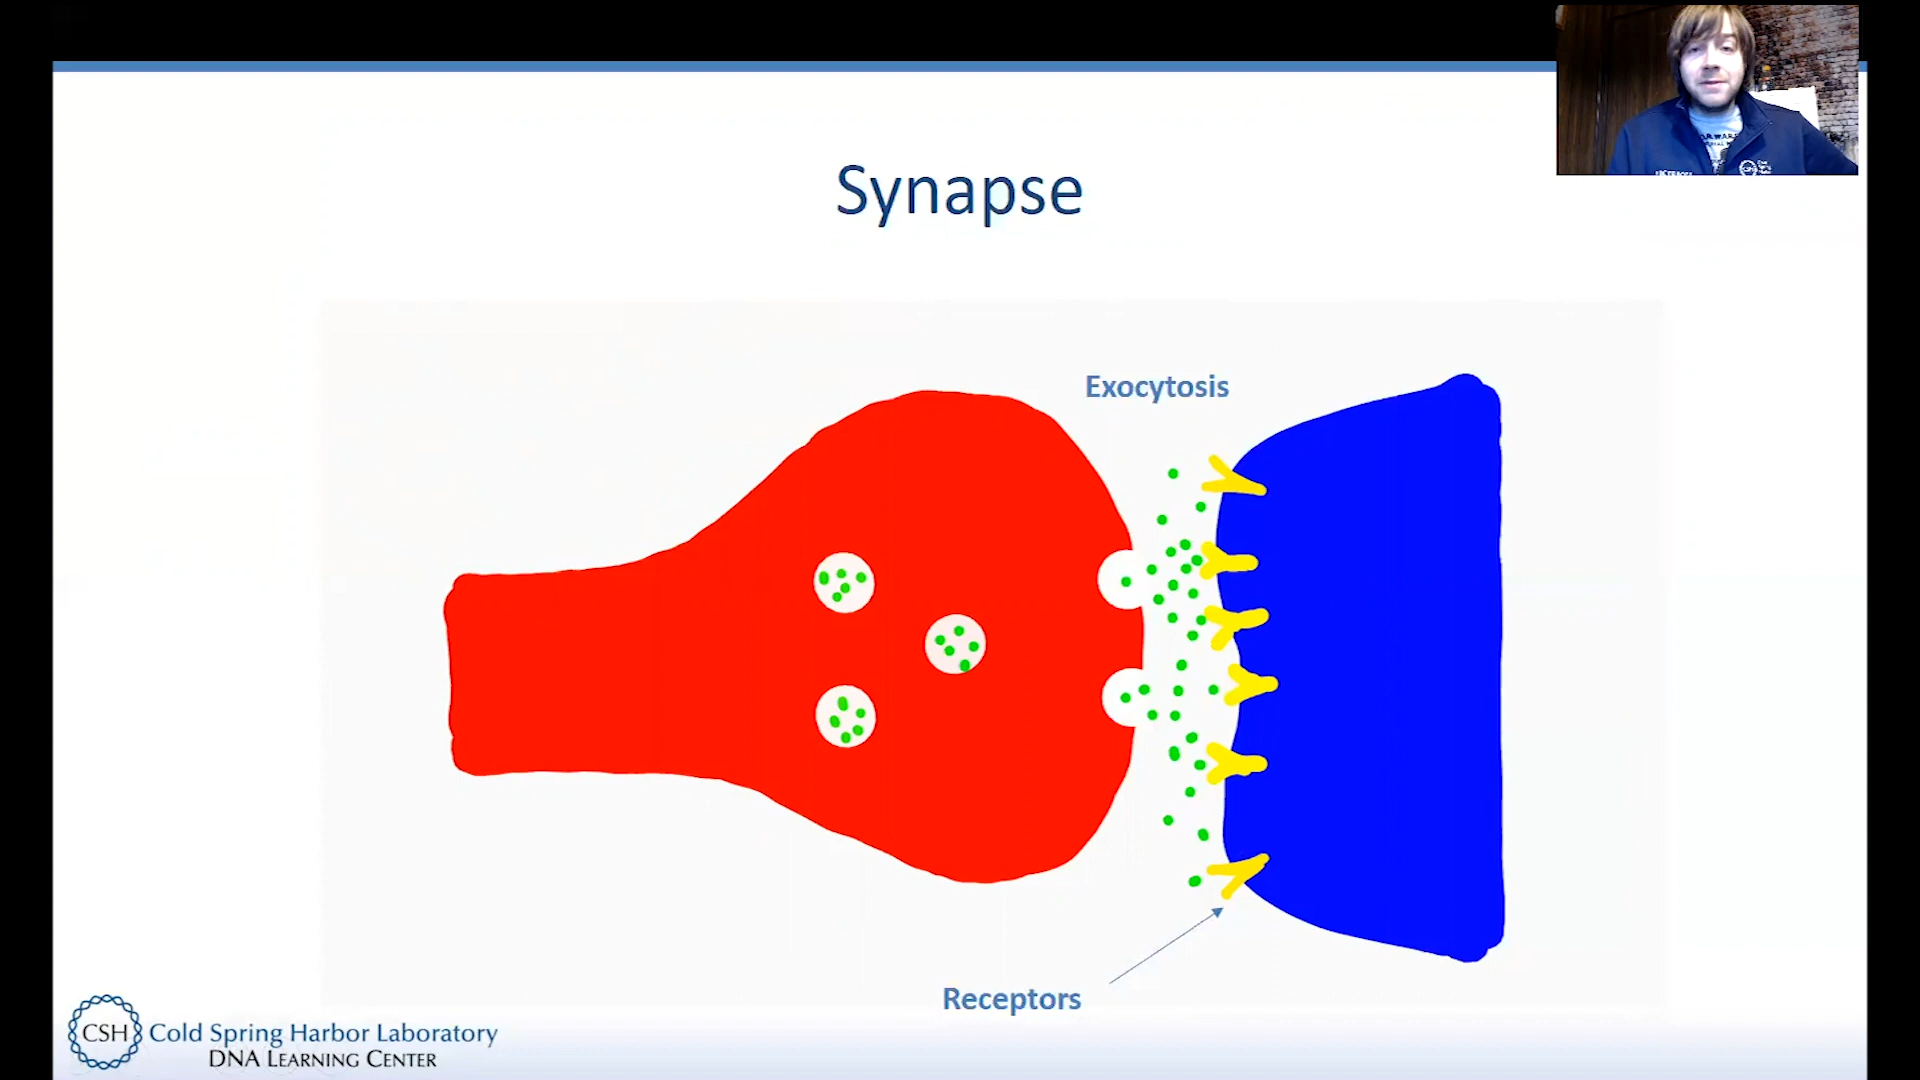 Synapse
Exocytosis
Receptors
CSH
Cold Spring Harbor Laboratory
DNA LEARNING CENTER